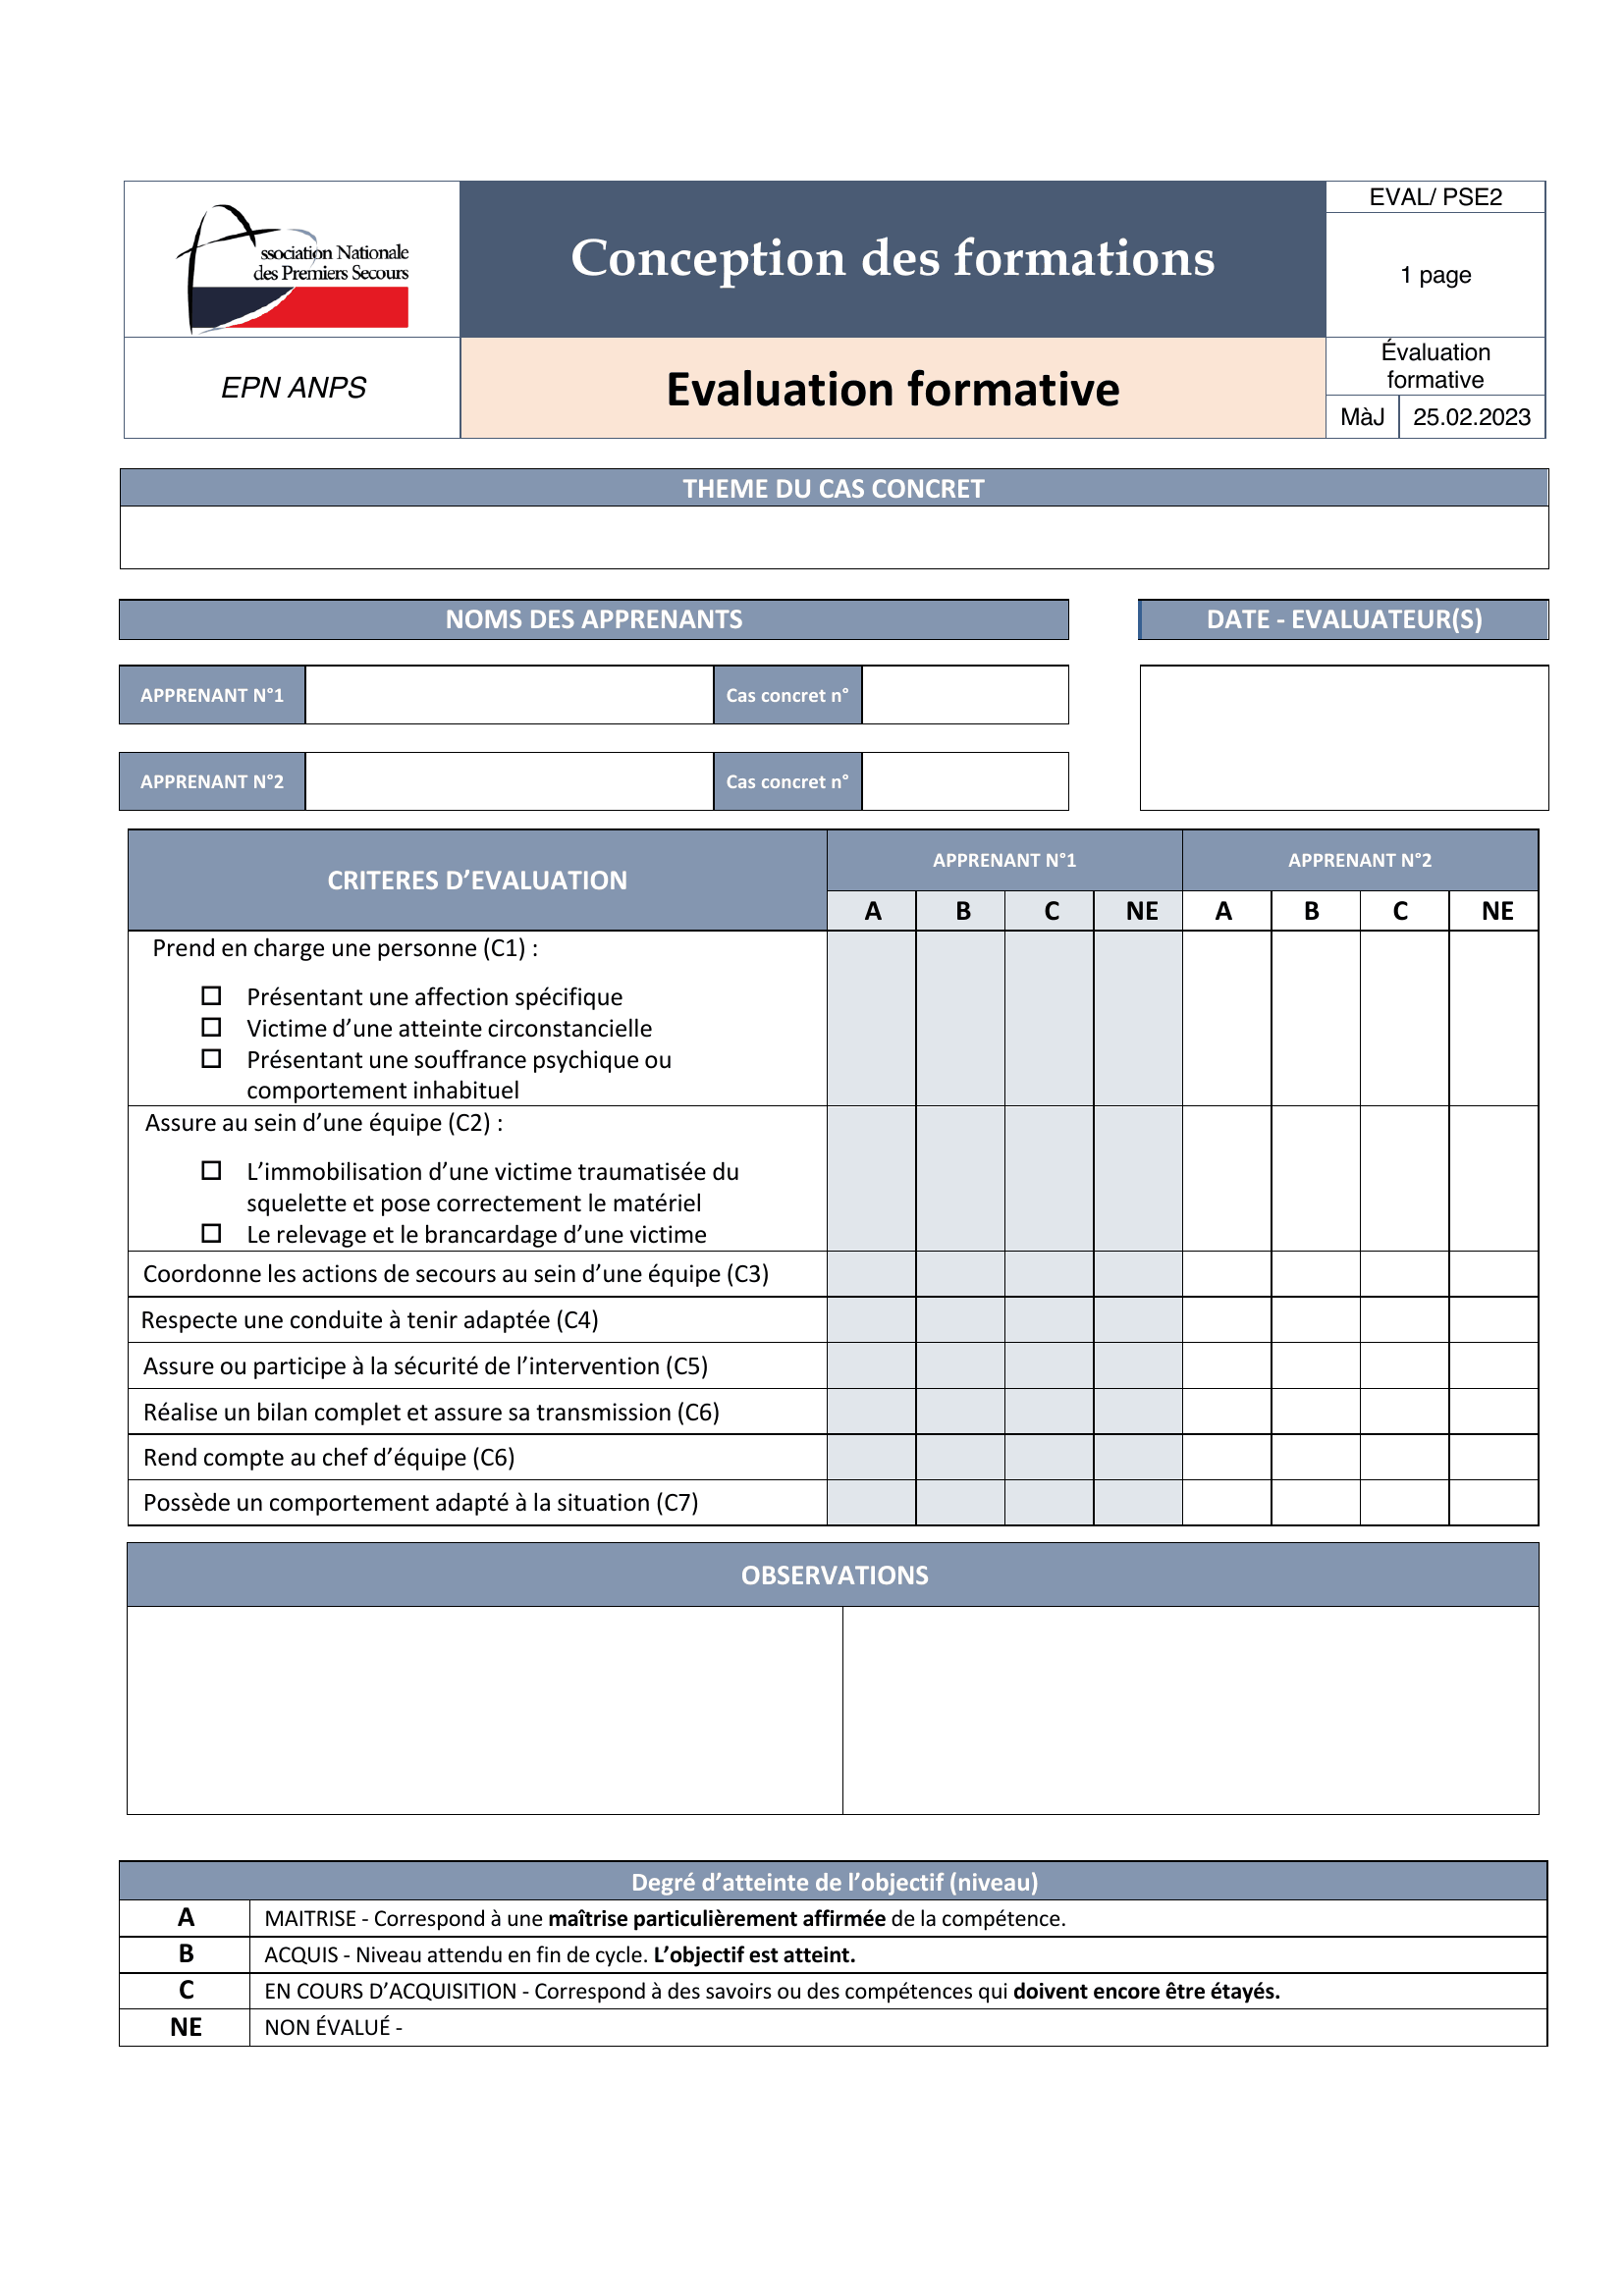 ssociation Nationale
des Premiers Secours
Conception des formations
EVAL/ PSE2
1 page
EPN ANPS
Evaluation formative
Évaluation
formative
MàJ 25.02.2023
THEME DU CAS CONCRET
NOMS DES APPRENANTS
DATE - EVALUATEUR(S)
APPRENANT N°1 Cas concret n°
APPRENANT N°2 Cas concret n°
CRITERES D’EVALUATION
APPRENANT N°1 APPRENANT N°2
A B C NE A B C NE
Prend en charge une personne (C1) :
☐ Présentant une affection spécifique
☐ Victime d’une atteinte circonstancielle
☐ Présentant une souffrance psychique ou
comportement inhabituel
Assure au sein d’une équipe (C2) :
☐ L’immobilisation d’une victime traumatisée du
squelette et pose correctement le matériel
☐ Le relevage et le brancardage d’une victime
Coordonne les actions de secours au sein d’une équipe (C3)
Respecte une conduite à tenir adaptée (C4)
Assure ou participe à la sécurité de l’intervention (C5)
Réalise un bilan complet et assure sa transmission (C6)
Rend compte au chef d’équipe (C6)
Possède un comportement adapté à la situation (C7)
OBSERVATIONS
Degré d’atteinte de l’objectif (niveau)
A MAITRISE - Correspond à une maîtrise particulièrement affirmée de la compétence.
B ACQUIS - Niveau attendu en fin de cycle. L’objectif est atteint.
C EN COURS D’ACQUISITION - Correspond à des savoirs ou des compétences qui doivent encore être étayés.
NE NON ÉVALUÉ -